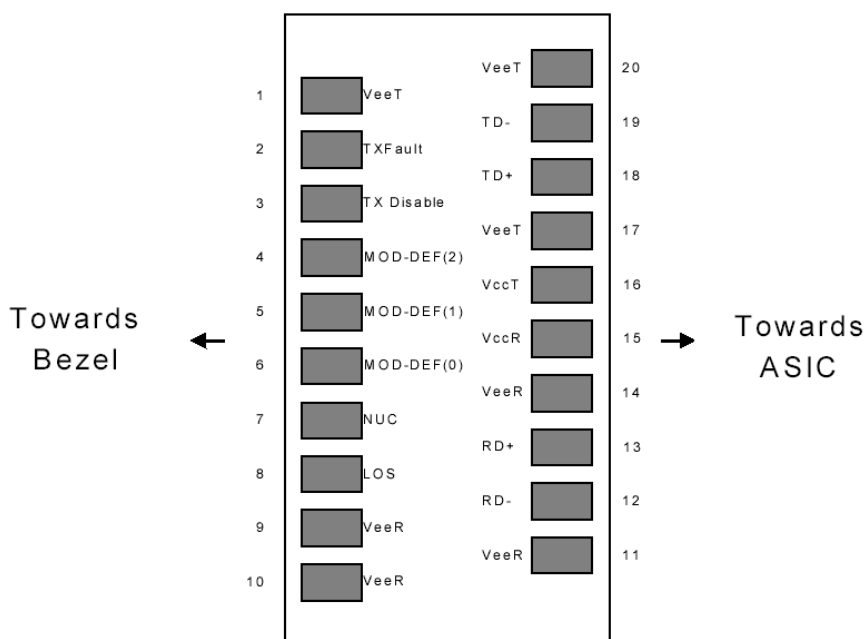 VeeT 20
1 VeeT
TD- 19
2 TXFault
TD+ 18
3 TX Disable
VeeT 17
4 MOD-DEF(2)
VccT 16
5 MOD-DEF(1)
Towards
Bezel
VccR 15
Towards
ASIC
6 MOD-DEF(0)
VeeR 14
7 NUC
RD+ 13
8 LOS
RD- 12
9 VeeR
VeeR 11
10 VeeR